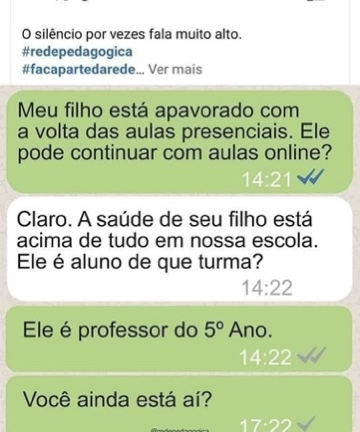 O silêncio por vezes fala muito alto.
#redepedagogica
#facapartedarede... Ver mais
Meu filho está apavorado com
a volta das aulas presenciais. Ele
pode continuar com aulas online?
14:21
Claro. A saúde de seu filho está
acima de tudo em nossa escola.
Ele é aluno de que turma?
14:22
Ele é professor do 5º Ano.
14:22
Você ainda está aí?
17:22
@redepedagogica